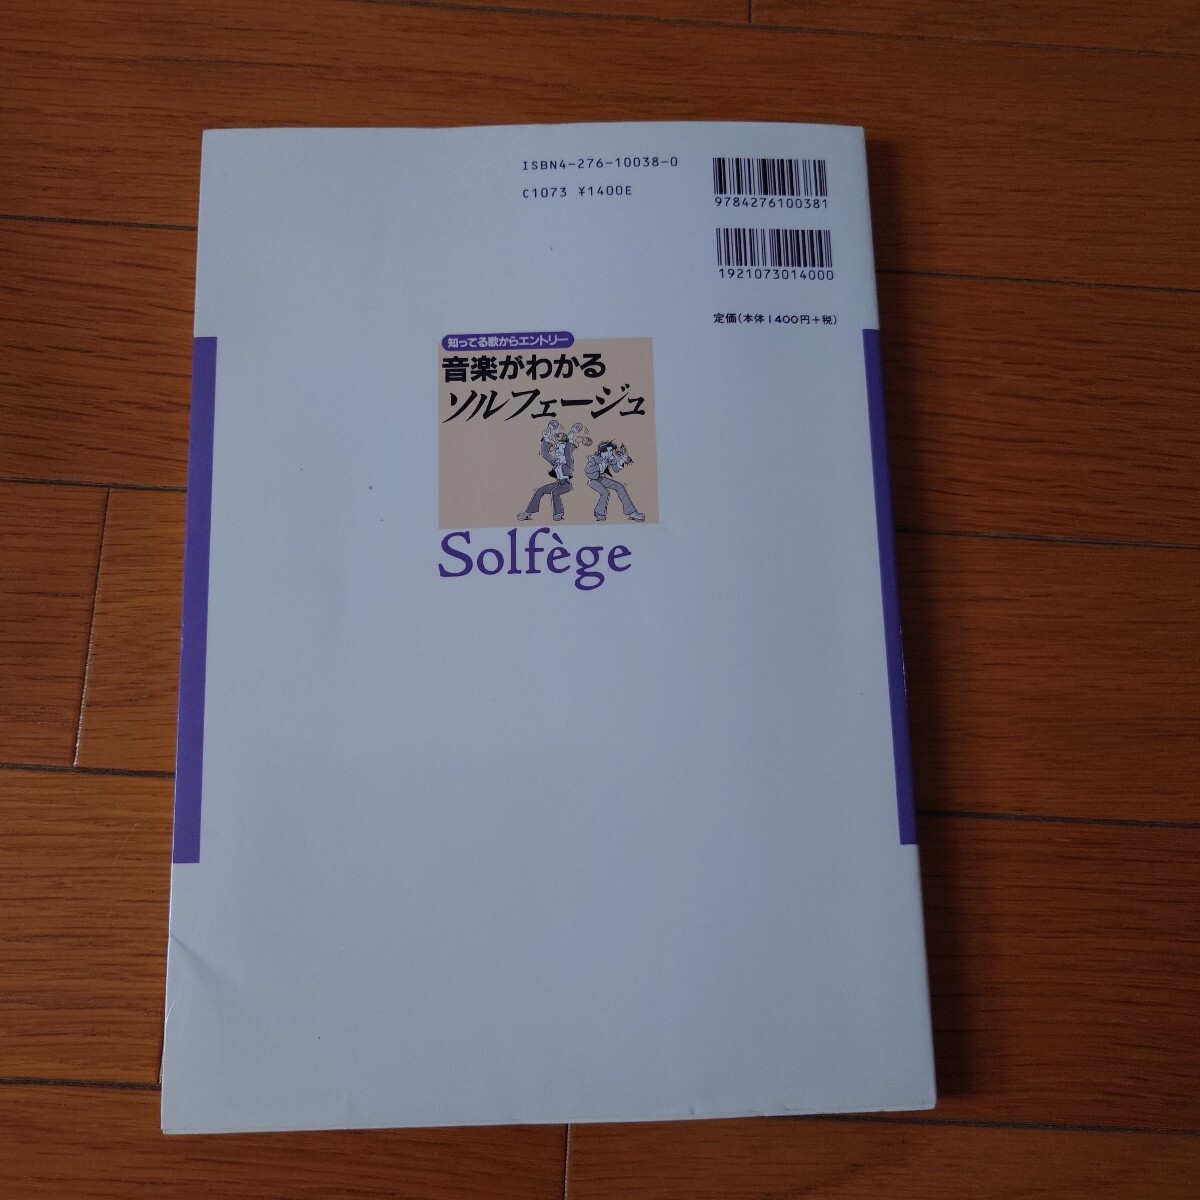 ISBN4-276-10038-0
C1073 ¥1400E
9784276100381
1921073014000
定価(本体1400円+税)
知ってる歌からエントリー
音楽がわかる
ソルフェージュ
Solfège